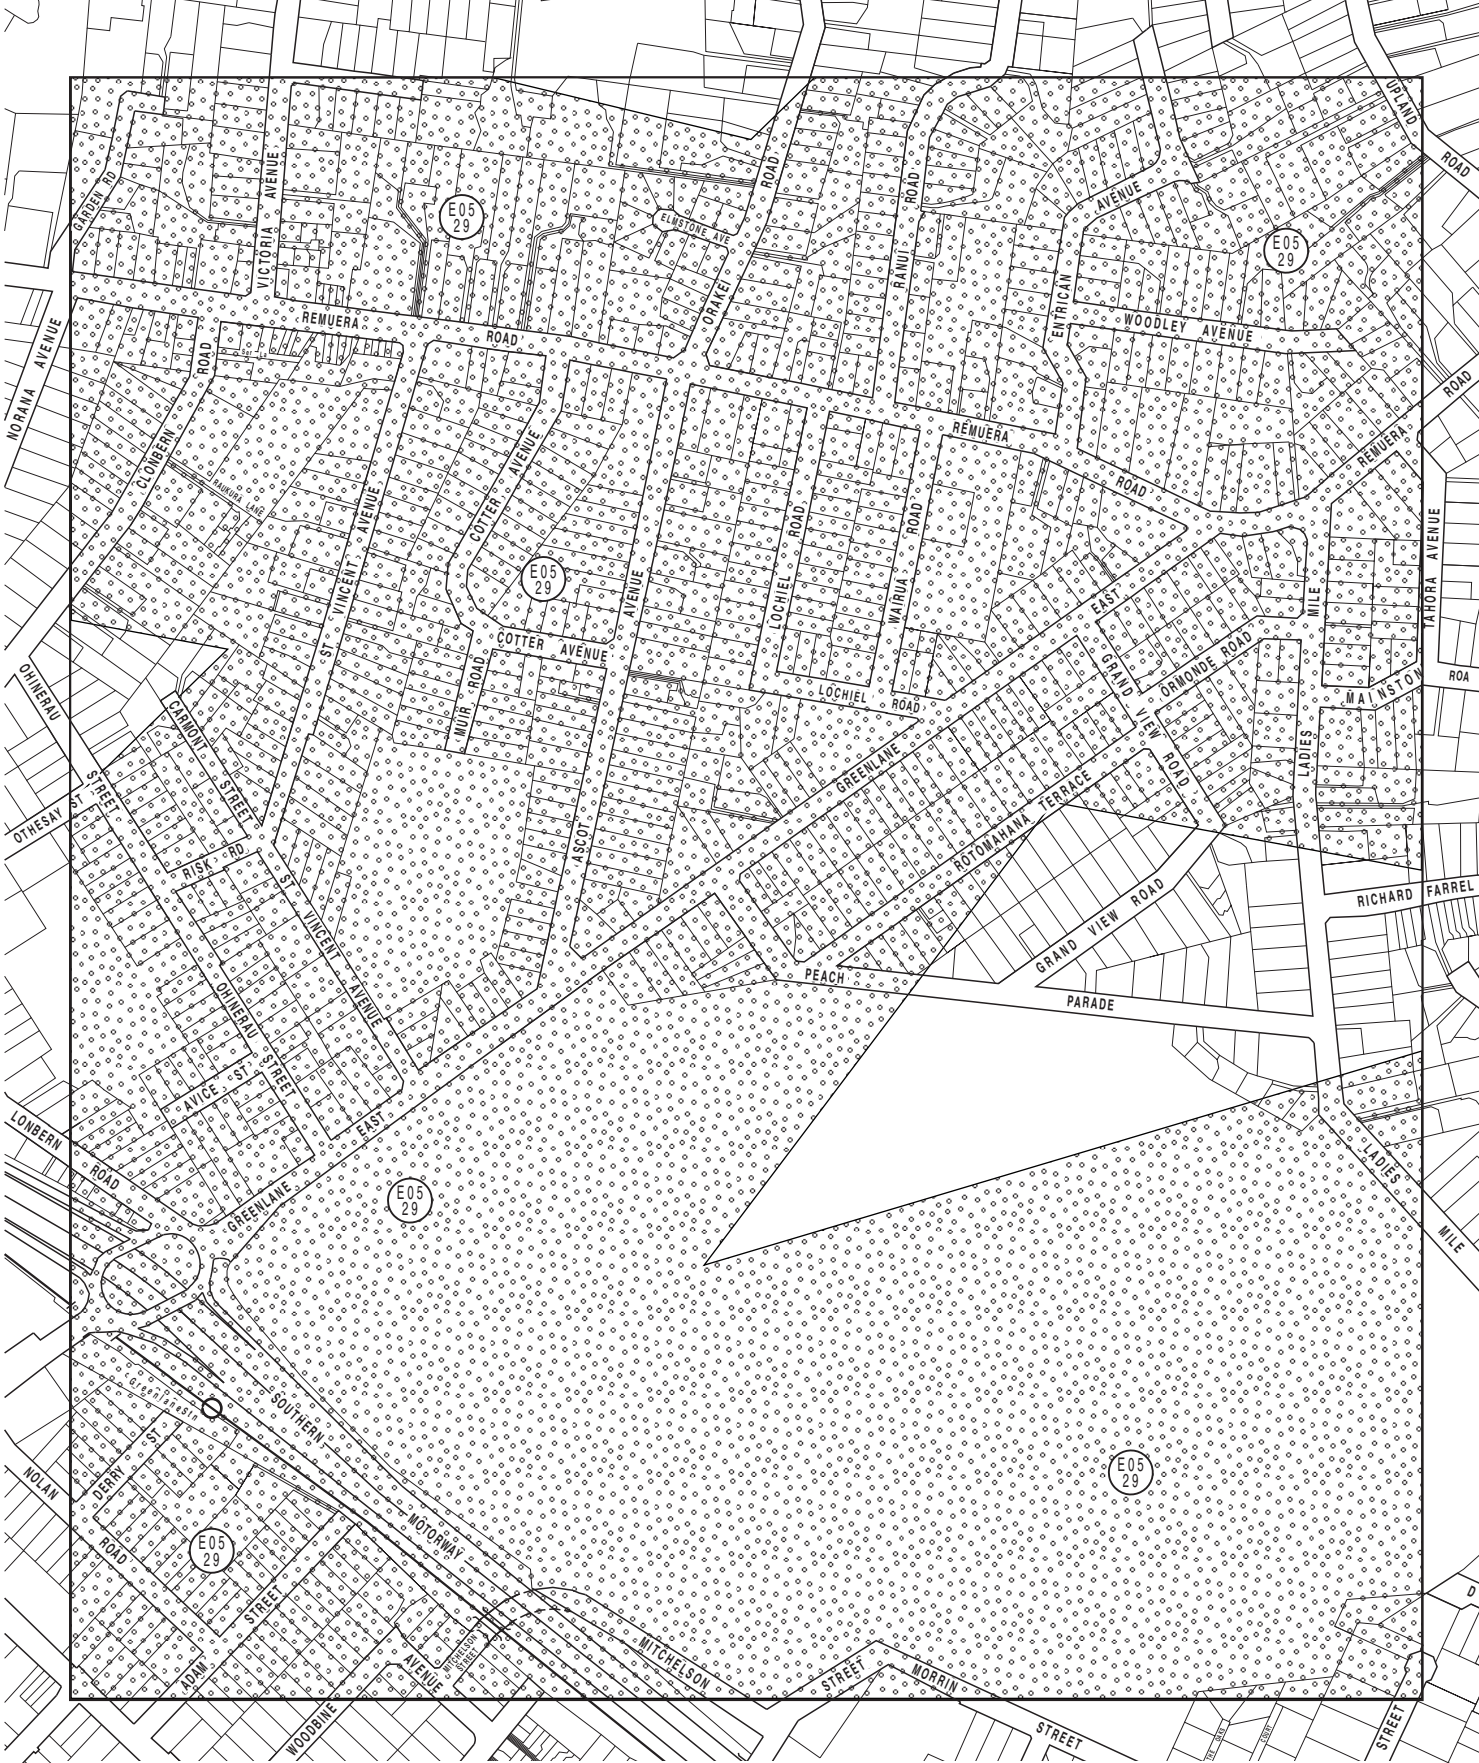 UPLAND
ROAD
GARDEN RD
VICTORIA AVENUE
E05
29
ELMSTONE AVE
ORAKEI ROAD
RANUI ROAD
ENTRICAN AVENUE
E05
29
WOODLEY AVENUE
NORANA AVENUE
REMUERA ROAD
REMUERA ROAD
REMUERA ROAD
CLONBERN ROAD
RAUKURA LANE
ST VINCENT AVENUE
COTTER AVENUE
E05
29
COTTER AVENUE
MUIR ROAD
ASCOT AVENUE
LOCHIEL ROAD
WAIRUA ROAD
LOCHIEL ROAD
GREENLANE EAST
GRAND VIEW ROAD
ORMONDE ROAD
LADIES MILE
TAHORA AVENUE
MAINSTON ROA
OHINERAU STREET
CARMONT STREET
OTHESAY ST
RISK RD
ST VINCENT AVENUE
ROTOMAHANA TERRACE
GRAND VIEW ROAD
RICHARD FARREL
PEACH PARADE
OHINERAU STREET
AVICE ST
LONBERN ROAD
GREENLANE EAST
E05
29
LADIES MILE
Greenlane Stn
SOUTHERN MOTORWAY
NOLAN ROAD
DERRY ST
E05
29
E05
29
ADAM STREET
WOODBINE AVENUE
MITCHELSON STREET
MITCHELSON STREET
MORRIN STREET
STREET
D
COURT